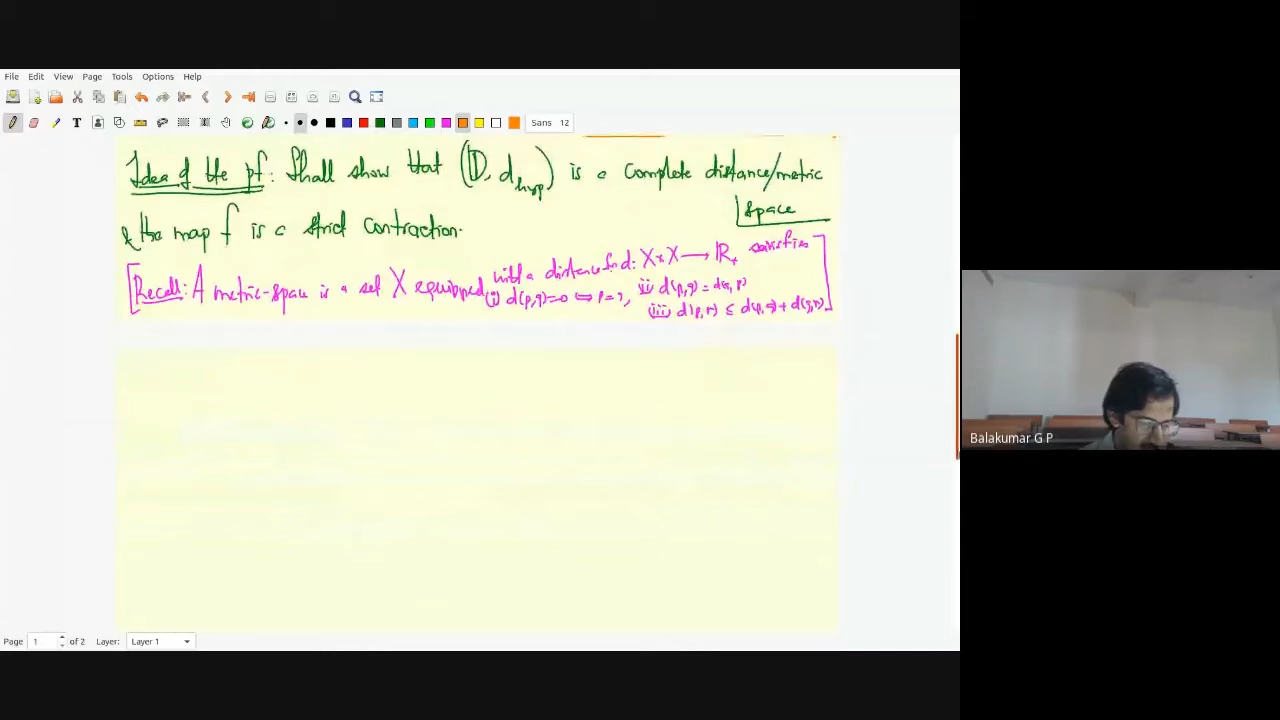 File Edit View Page Tools Options Help
Sans 12
Idea of the pf: Shall show that (𝔻, d_hyp) is a complete distance/metric
space
& the map f is a strict contraction.
[Recall: A metric-space is a set X equipped with a distance fn d: X×X → ℝ₊ satisfies
(i) d(p,q)=0 ⇔ p=q, (ii) d(p,q) = d(q,p)
(iii) d(p,r) ≤ d(p,q) + d(q,r)]
Balakumar G P
Page 1 of 2 Layer: Layer 1